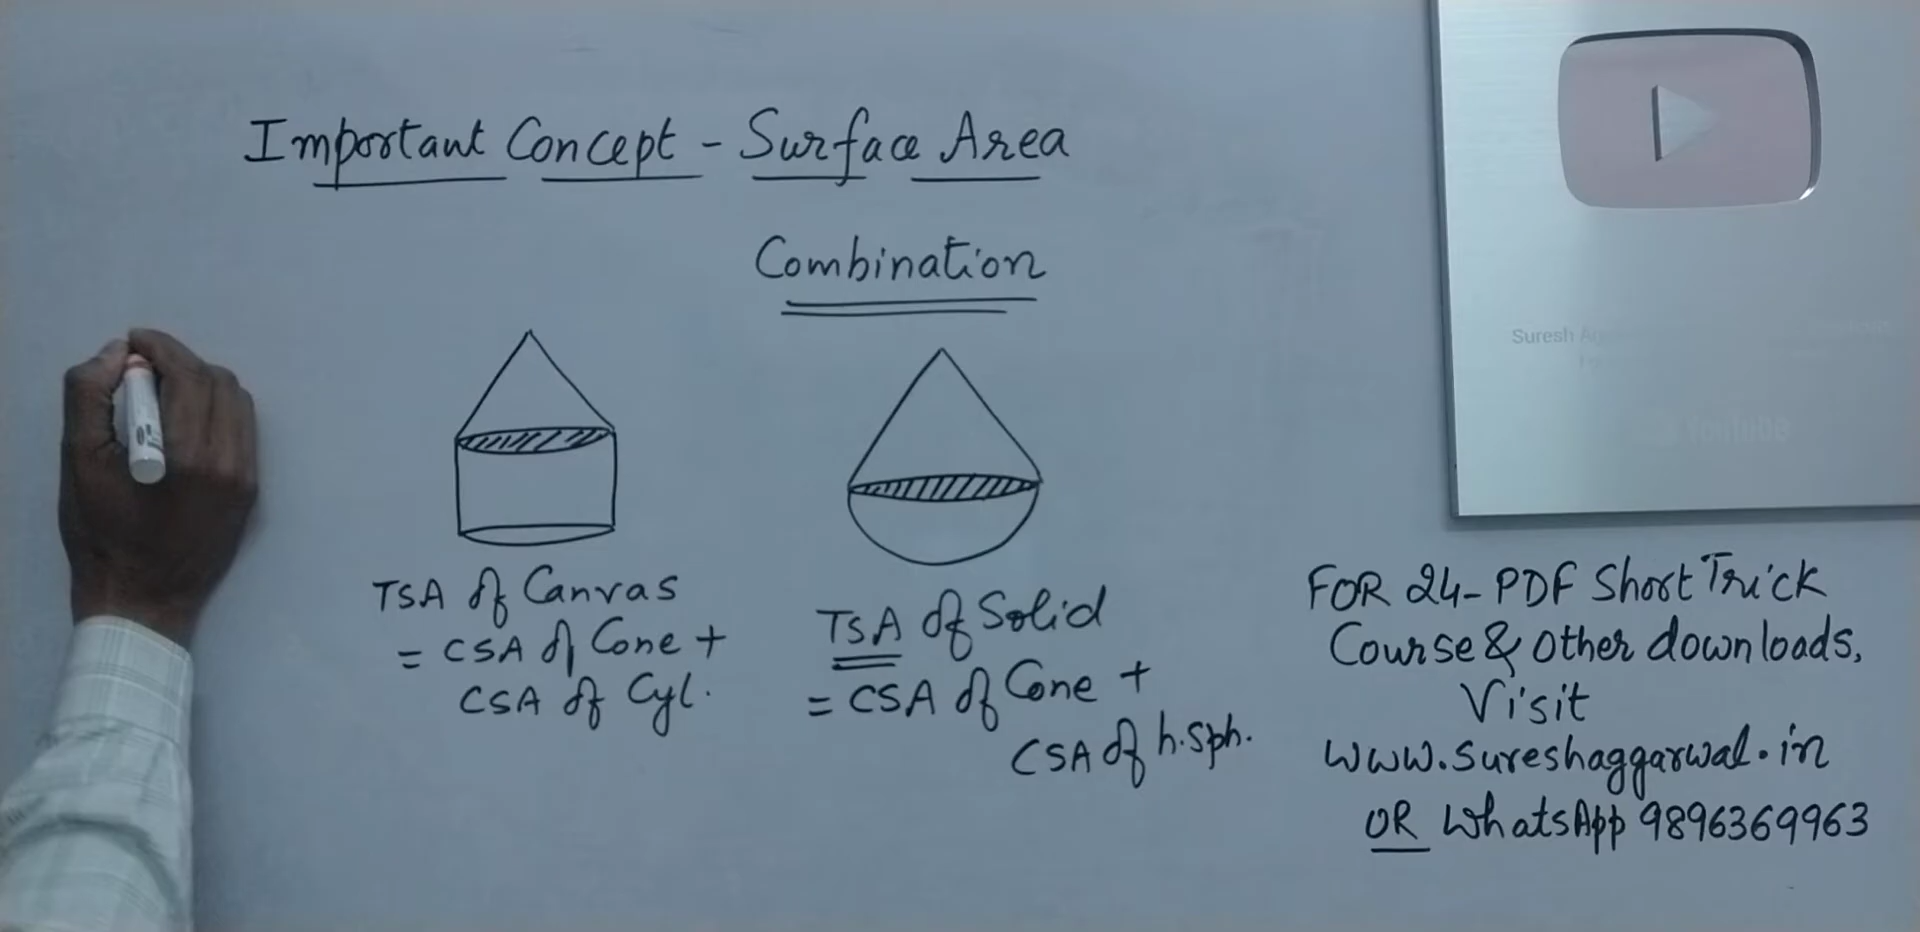 Important Concept - Surface Area
Combination
TSA of Canvas
= CSA of Cone +
CSA of Cyl.
TSA of Solid
= CSA of Cone +
CSA of h.Sph.
Suresh
YouTube
FOR 24-PDF Short Trick
Course & Other downloads,
Visit
www.sureshaggarwal.in
OR WhatsApp 9896369963